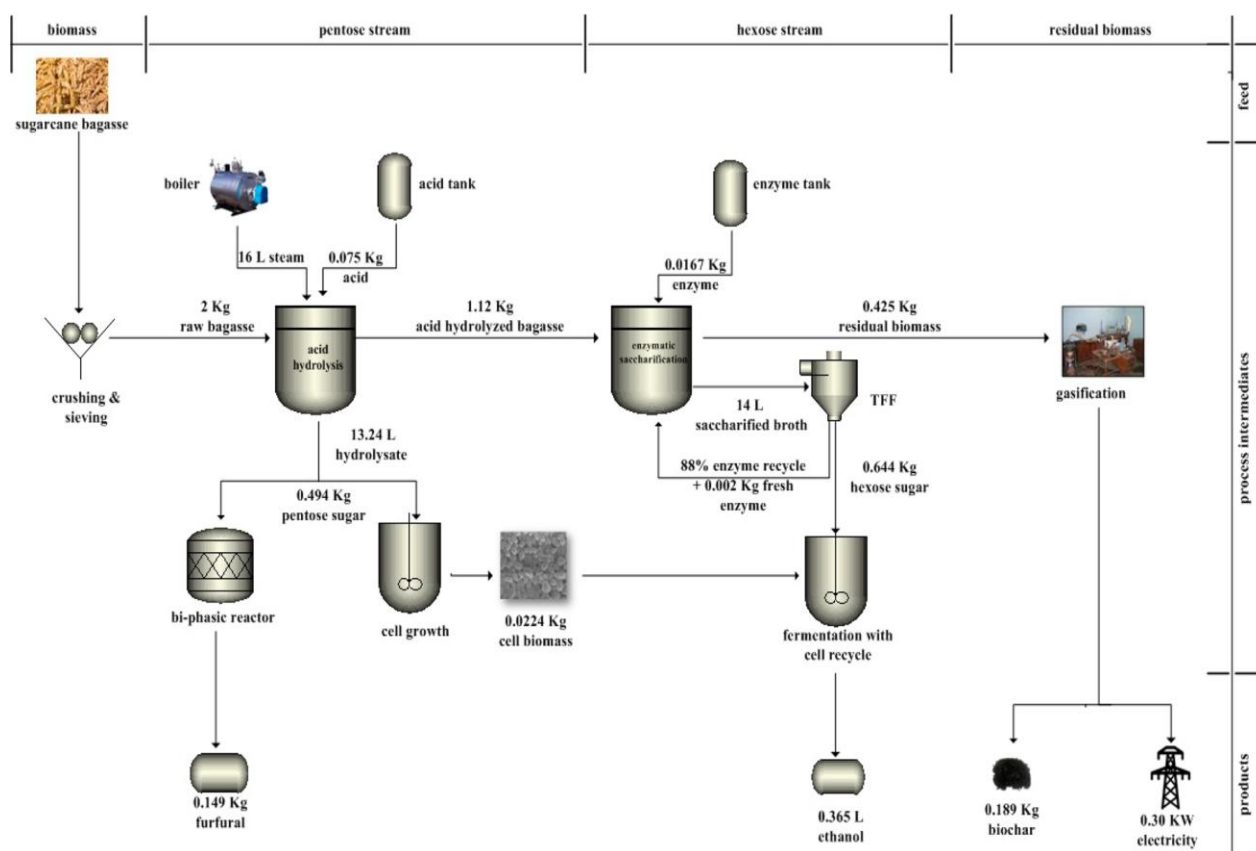 biomass
pentose stream
hexose stream
residual biomass
feed
sugarcane bagasse
boiler
acid tank
enzyme tank
16 L steam
0.075 Kg
acid
0.0167 Kg
enzyme
2 Kg
raw bagasse
acid
hydrolysis
1.12 Kg
acid hydrolyzed bagasse
enzymatic
saccharification
0.425 Kg
residual biomass
crushing &
sieving
14 L
saccharified broth
TFF
gasification
process intermediates
13.24 L
hydrolysate
88% enzyme recycle
+ 0.002 Kg fresh
enzyme
0.644 Kg
hexose sugar
0.494 Kg
pentose sugar
bi-phasic reactor
cell growth
0.0224 Kg
cell biomass
fermentation with
cell recycle
products
0.149 Kg
furfural
0.365 L
ethanol
0.189 Kg
biochar
0.30 KW
electricity